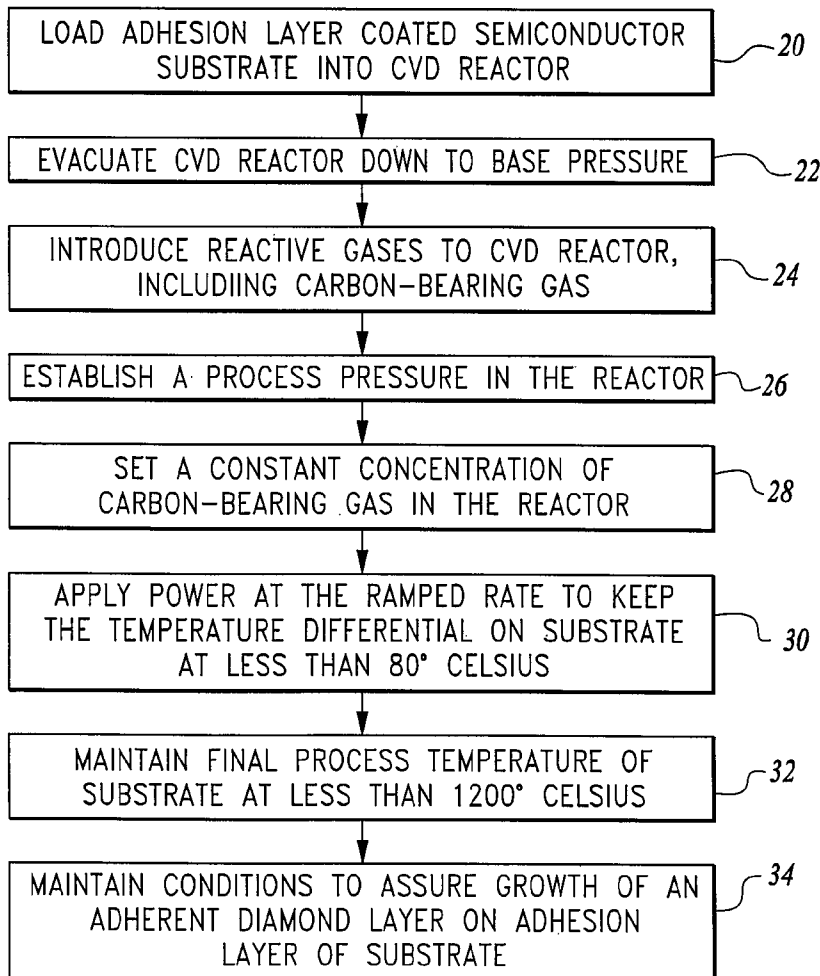 LOAD ADHESION LAYER COATED SEMICONDUCTOR
SUBSTRATE INTO CVD REACTOR
20
EVACUATE CVD REACTOR DOWN TO BASE PRESSURE
22
INTRODUCE REACTIVE GASES TO CVD REACTOR,
INCLUDIING CARBON-BEARING GAS
24
ESTABLISH A PROCESS PRESSURE IN THE REACTOR
26
SET A CONSTANT CONCENTRATION OF
CARBON-BEARING GAS IN THE REACTOR
28
APPLY POWER AT THE RAMPED RATE TO KEEP
THE TEMPERATURE DIFFERENTIAL ON SUBSTRATE
AT LESS THAN 80° CELSIUS
30
MAINTAIN FINAL PROCESS TEMPERATURE OF
SUBSTRATE AT LESS THAN 1200° CELSIUS
32
MAINTAIN CONDITIONS TO ASSURE GROWTH OF AN
ADHERENT DIAMOND LAYER ON ADHESION
LAYER OF SUBSTRATE
34